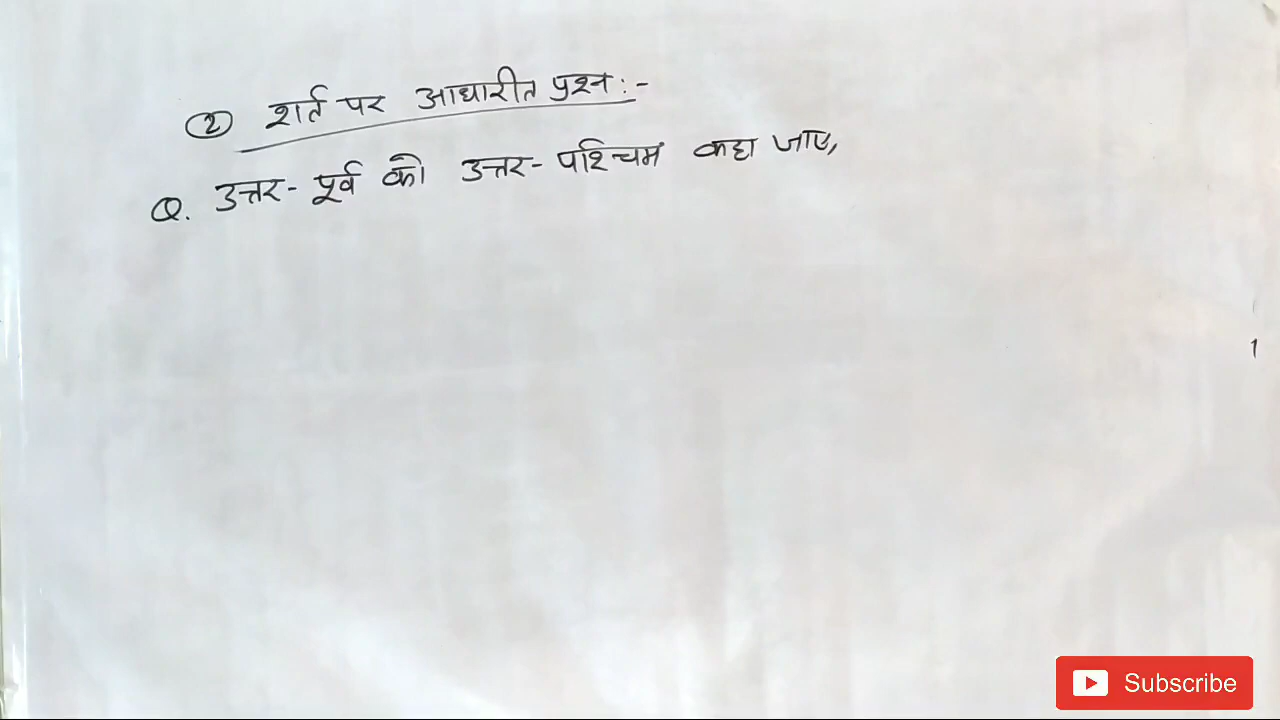 ② शर्त पर आधारीत प्रश्न :-
Q. उत्तर - पूर्व को उत्तर - पश्चिम कहा जाए,
1
Subscribe